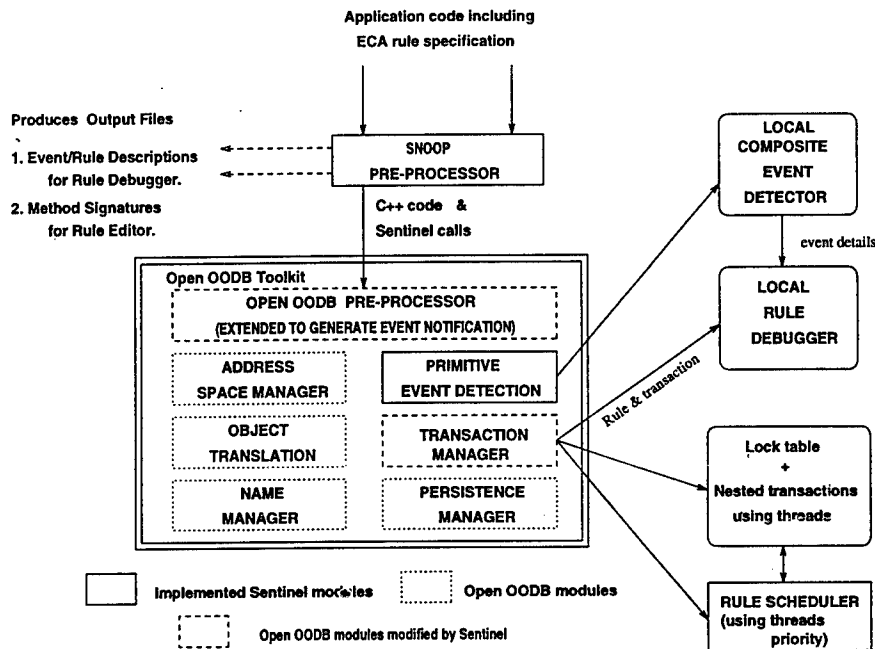 Application code including
ECA rule specification
Produces Output Files
1. Event/Rule Descriptions
for Rule Debugger.
2. Method Signatures
for Rule Editor.
SNOOP
PRE-PROCESSOR
C++ code &
Sentinel calls
LOCAL
COMPOSITE
EVENT
DETECTOR
event details
LOCAL
RULE
DEBUGGER
Open OODB Toolkit
OPEN OODB PRE-PROCESSOR
(EXTENDED TO GENERATE EVENT NOTIFICATION)
ADDRESS
SPACE MANAGER
PRIMITIVE
EVENT DETECTION
Rule & transaction
OBJECT
TRANSLATION
TRANSACTION
MANAGER
NAME
MANAGER
PERSISTENCE
MANAGER
Lock table
+
Nested transactions
using threads
RULE SCHEDULER
(using threads
priority)
Implemented Sentinel modules
Open OODB modules
Open OODB modules modified by Sentinel